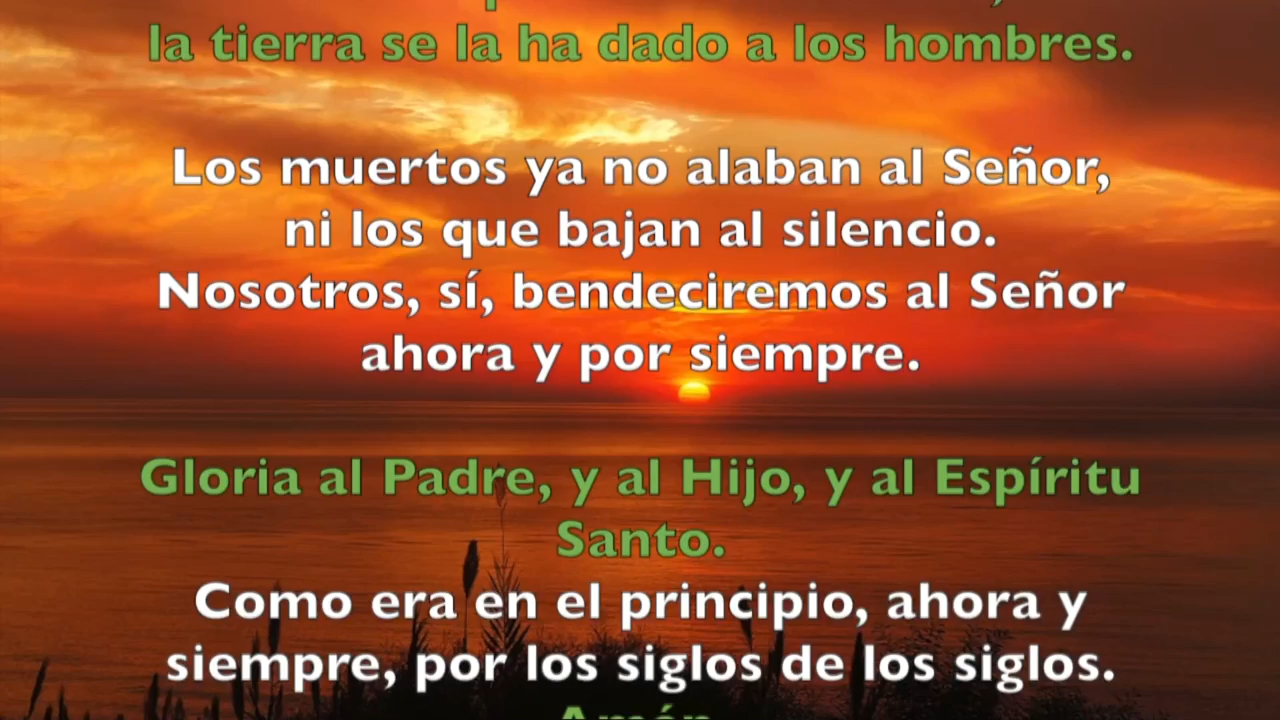 la tierra se la ha dado a los hombres.
Los muertos ya no alaban al Señor,
ni los que bajan al silencio.
Nosotros, sí, bendeciremos al Señor
ahora y por siempre.
Gloria al Padre, y al Hijo, y al Espíritu
Santo.
Como era en el principio, ahora y
siempre, por los siglos de los siglos.
Amén